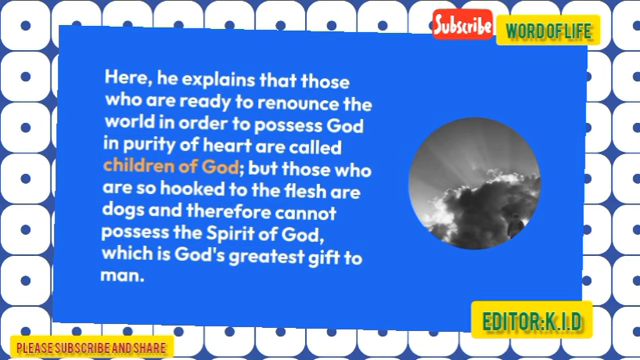 Subscribe
WORD OF LIFE
Here, he explains that those
who are ready to renounce the
world in order to possess God
in purity of heart are called
children of God; but those who
are so hooked to the flesh are
dogs and therefore cannot
possess the Spirit of God,
which is God's greatest gift to
man.
EDITOR:K.I.D
PLEASE SUBSCRIBE AND SHARE